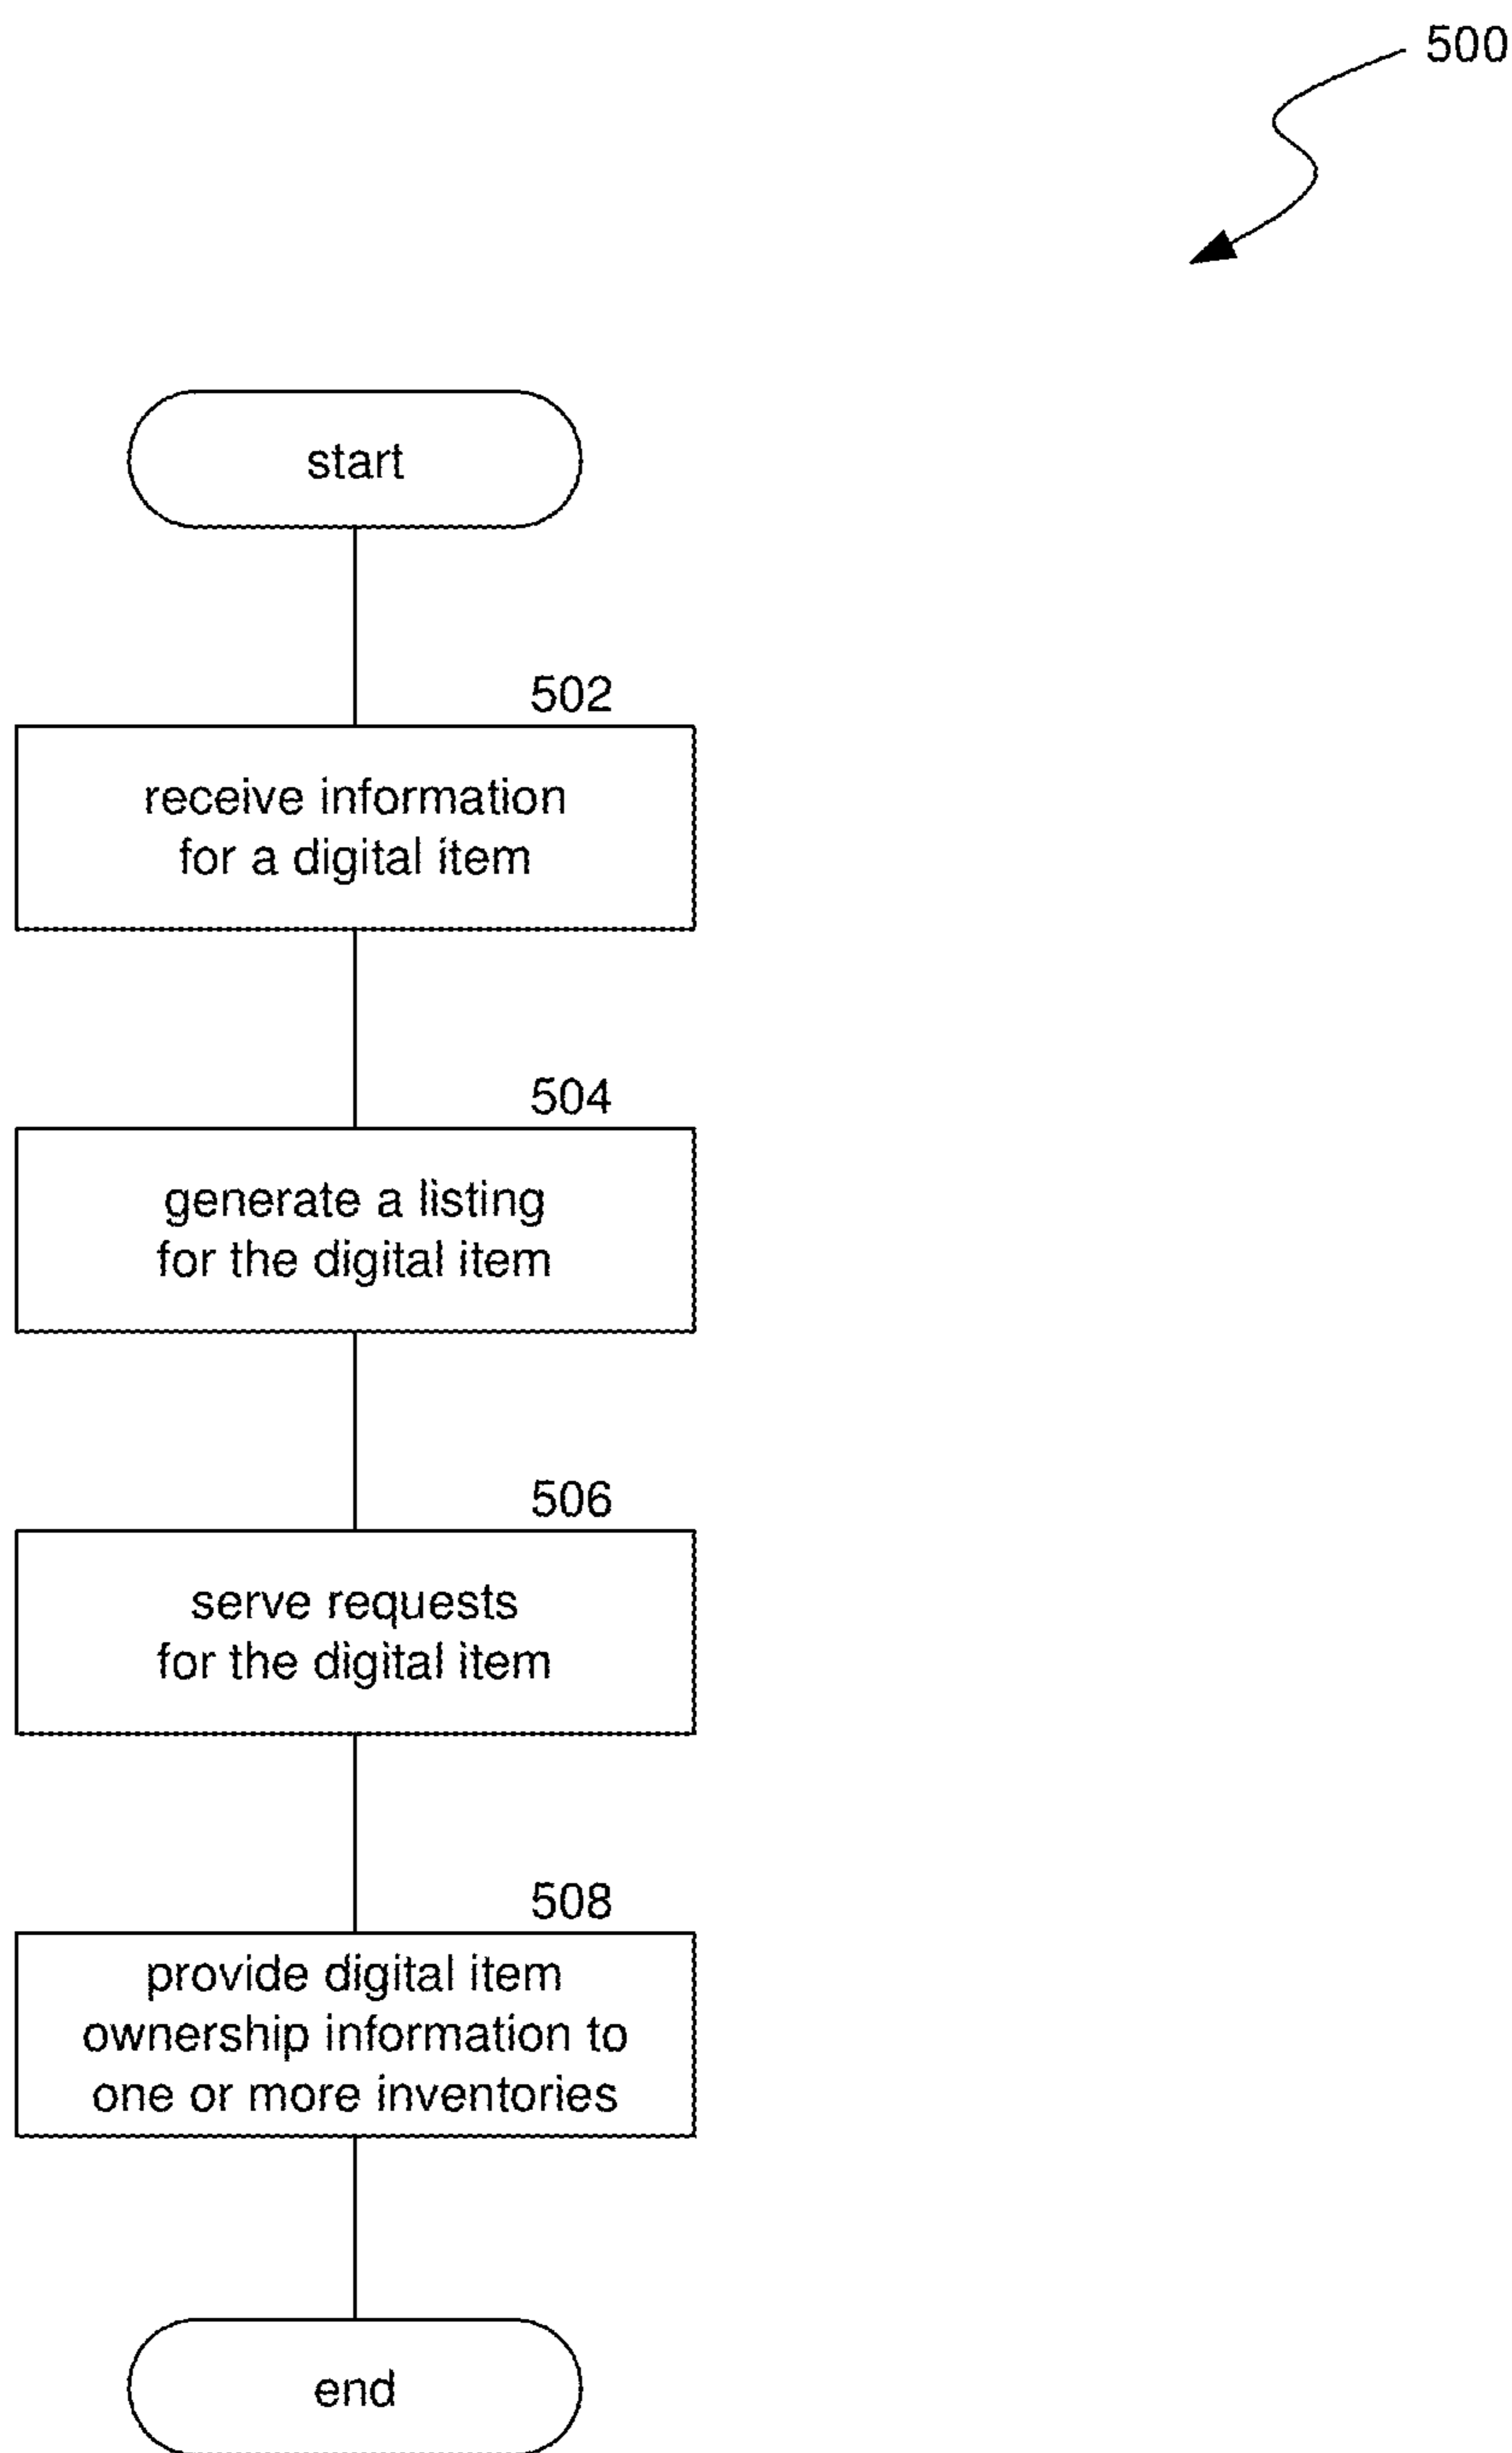 500
start
502
receive information
for a digital item
504
generate a listing
for the digital item
506
serve requests
for the digital item
508
provide digital item
ownership information to
one or more inventories
end